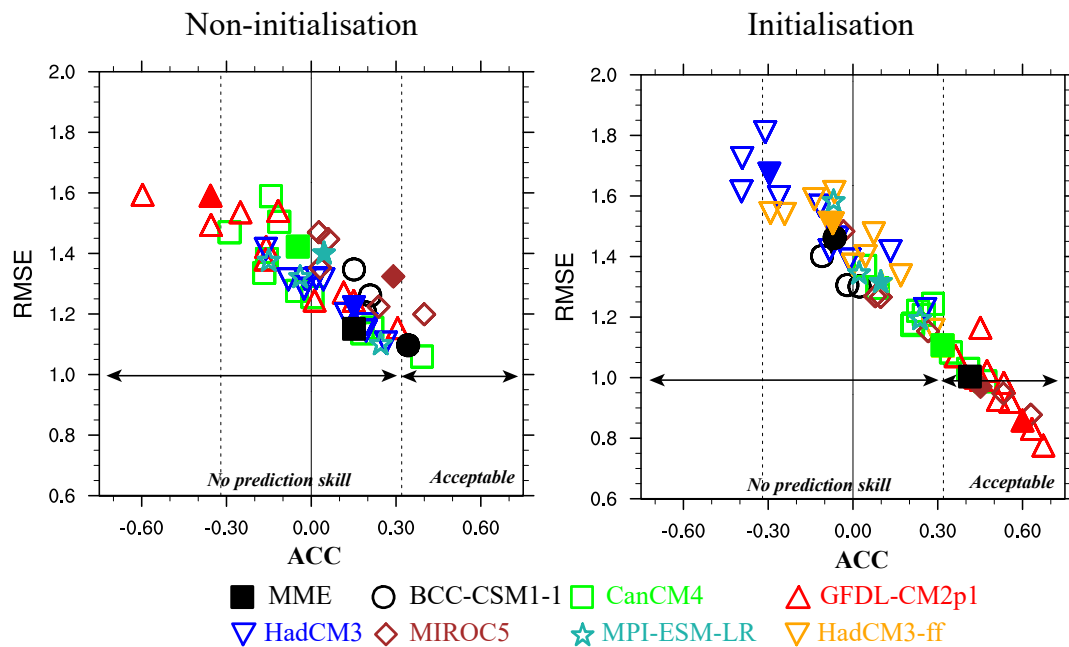 Non-initialisation Initialisation
2.0 2.0
1.8 1.8
1.6 1.6
1.4 1.4
RMSE RMSE
1.2 1.2
1.0 1.0
0.8 0.8
No prediction skill Acceptable No prediction skill Acceptable
0.6 0.6
-0.60 -0.30 0.00 0.30 0.60 -0.60 -0.30 0.00 0.30 0.60
ACC ACC
MME BCC-CSM1-1 CanCM4 GFDL-CM2p1
HadCM3 MIROC5 MPI-ESM-LR HadCM3-ff